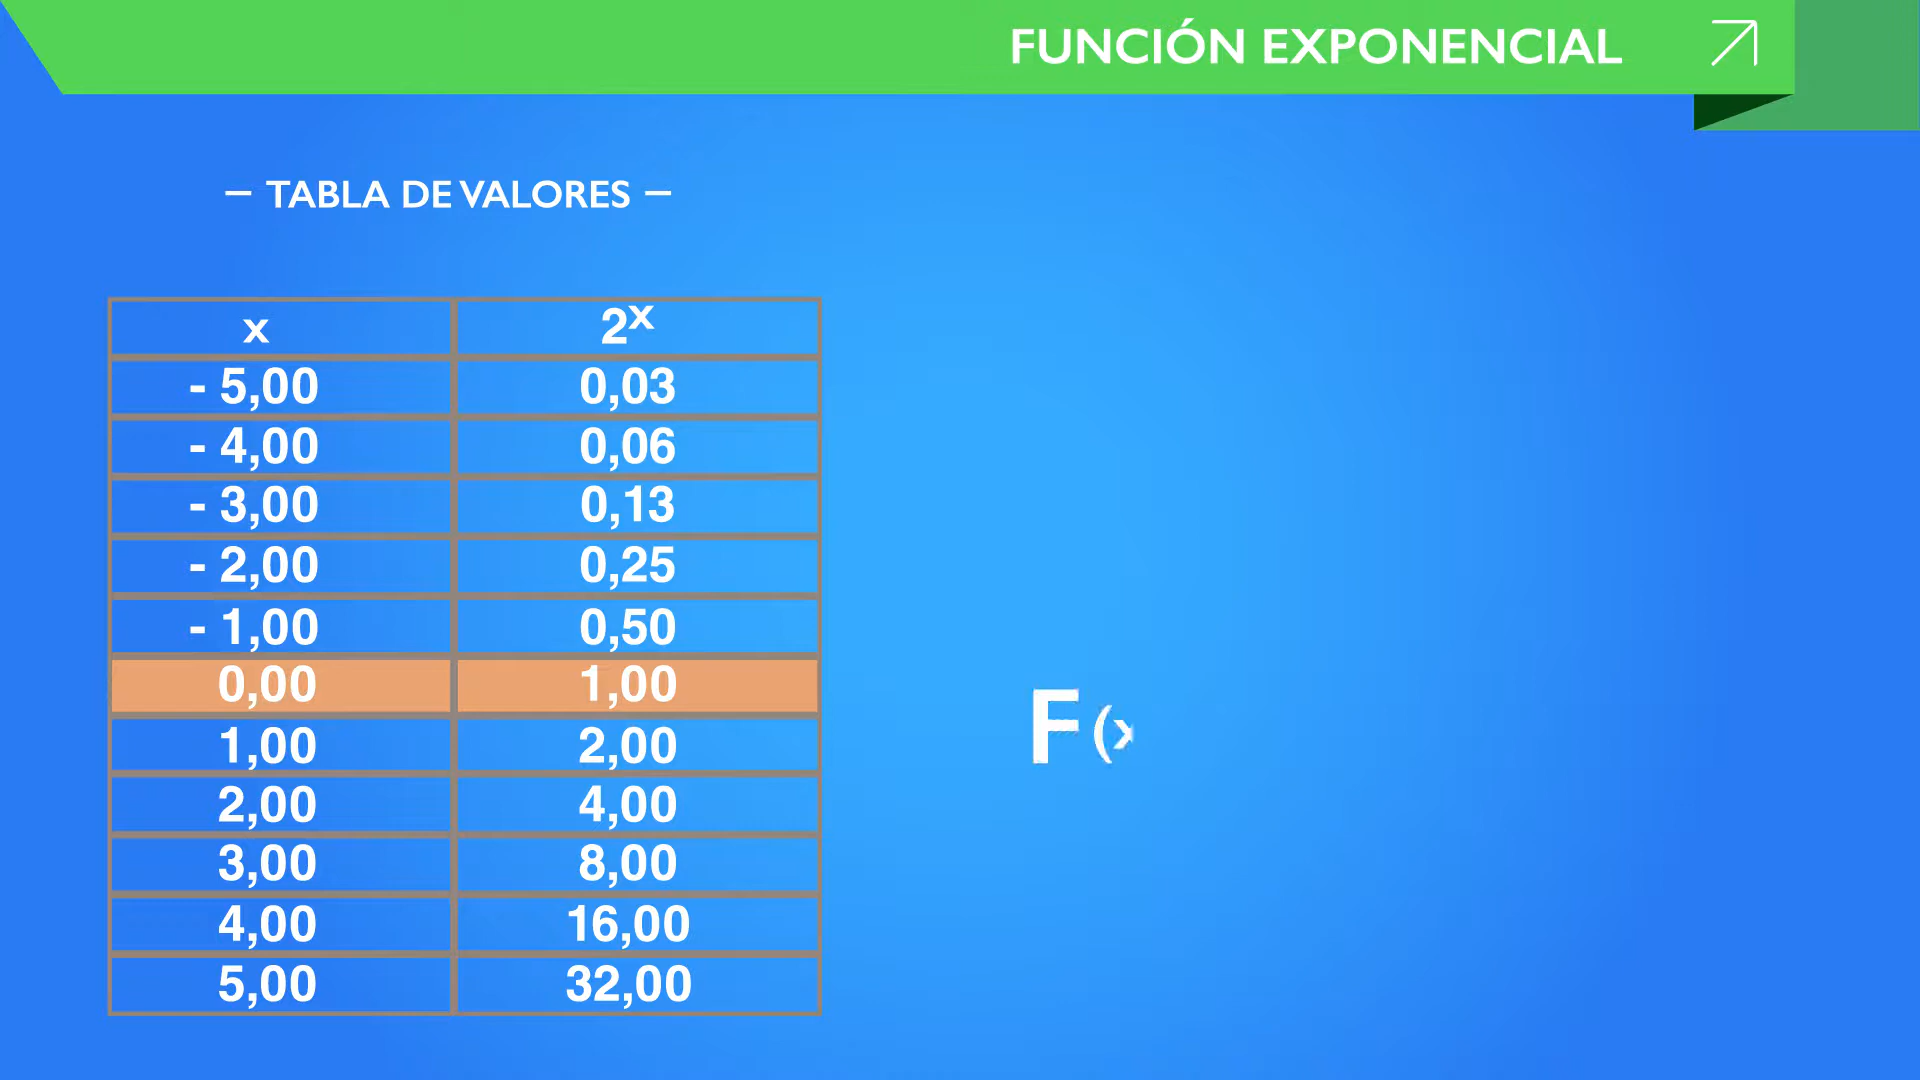 FUNCIÓN EXPONENCIAL
– TABLA DE VALORES –
x 2^x
- 5,00 0,03
- 4,00 0,06
- 3,00 0,13
- 2,00 0,25
- 1,00 0,50
0,00 1,00
1,00 2,00
2,00 4,00
3,00 8,00
4,00 16,00
5,00 32,00
F(x